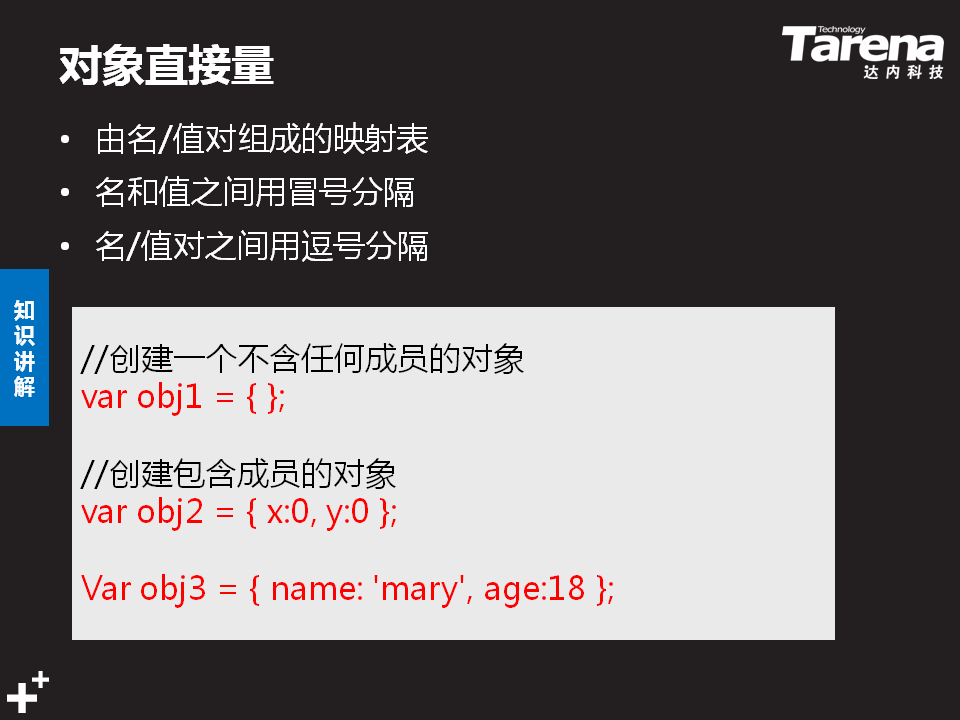 对象直接量
Technology
Tarena
达内科技
• 由名/值对组成的映射表
• 名和值之间用冒号分隔
• 名/值对之间用逗号分隔
知识讲解
//创建一个不含任何成员的对象
var obj1 = { };
//创建包含成员的对象
var obj2 = { x:0, y:0 };
Var obj3 = { name: 'mary', age:18 };